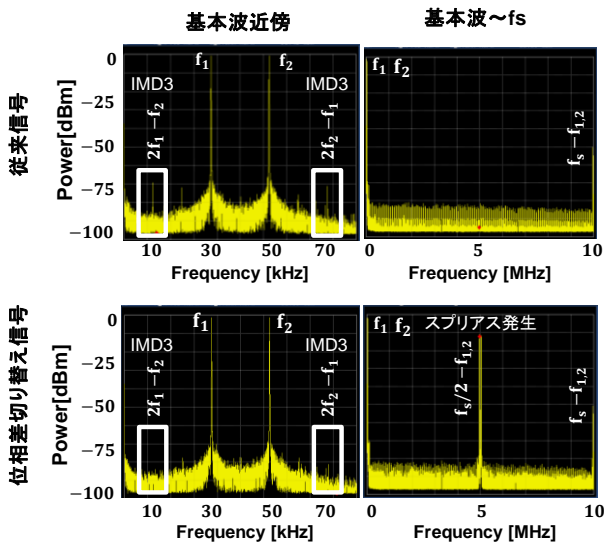 基本波近傍
基本波～fs
従来信号
Power[dBm]
0
−25
−50
−75
−100
IMD3
f₁
f₂
IMD3
2f₁ −f₂
2f₂ −f₁
10
30
50
70
Frequency [kHz]
f₁ f₂
fₛ−f₁,₂
0
5
10
Frequency [MHz]
位相差切り替え信号
Power[dBm]
0
−25
−50
−75
−100
IMD3
f₁
f₂
IMD3
2f₁ −f₂
2f₂ −f₁
10
30
50
70
Frequency [kHz]
f₁ f₂
スプリアス発生
fₛ/2 −f₁,₂
fₛ−f₁,₂
0
5
10
Frequency [MHz]